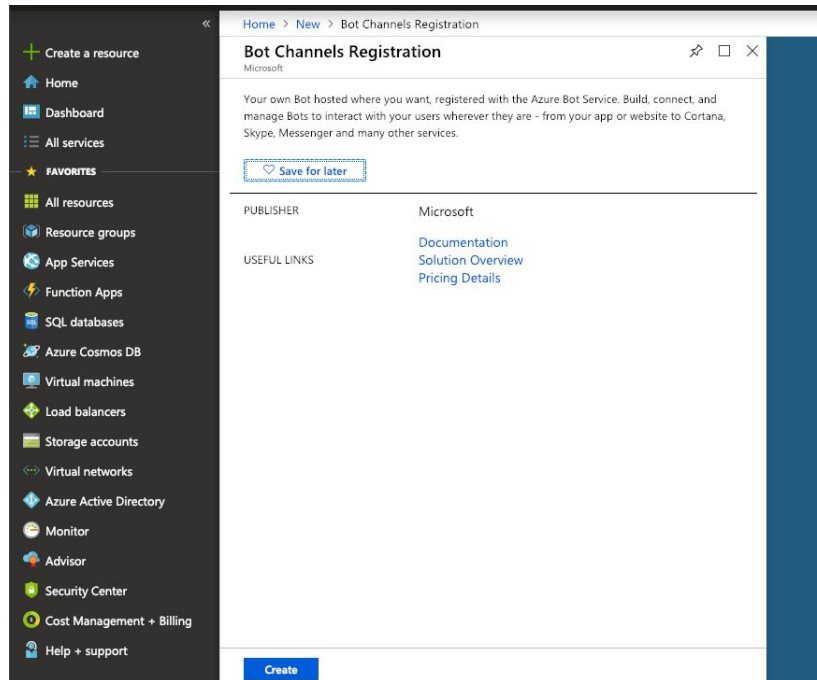 «
Create a resource
Home
Dashboard
All services
FAVORITES
All resources
Resource groups
App Services
Function Apps
SQL databases
Azure Cosmos DB
Virtual machines
Load balancers
Storage accounts
Virtual networks
Azure Active Directory
Monitor
Advisor
Security Center
Cost Management + Billing
Help + support
Home > New > Bot Channels Registration
Bot Channels Registration
Microsoft
Your own Bot hosted where you want, registered with the Azure Bot Service. Build, connect, and
manage Bots to interact with your users wherever they are - from your app or website to Cortana,
Skype, Messenger and many other services.
Save for later
PUBLISHER Microsoft
USEFUL LINKS
Documentation
Solution Overview
Pricing Details
Create